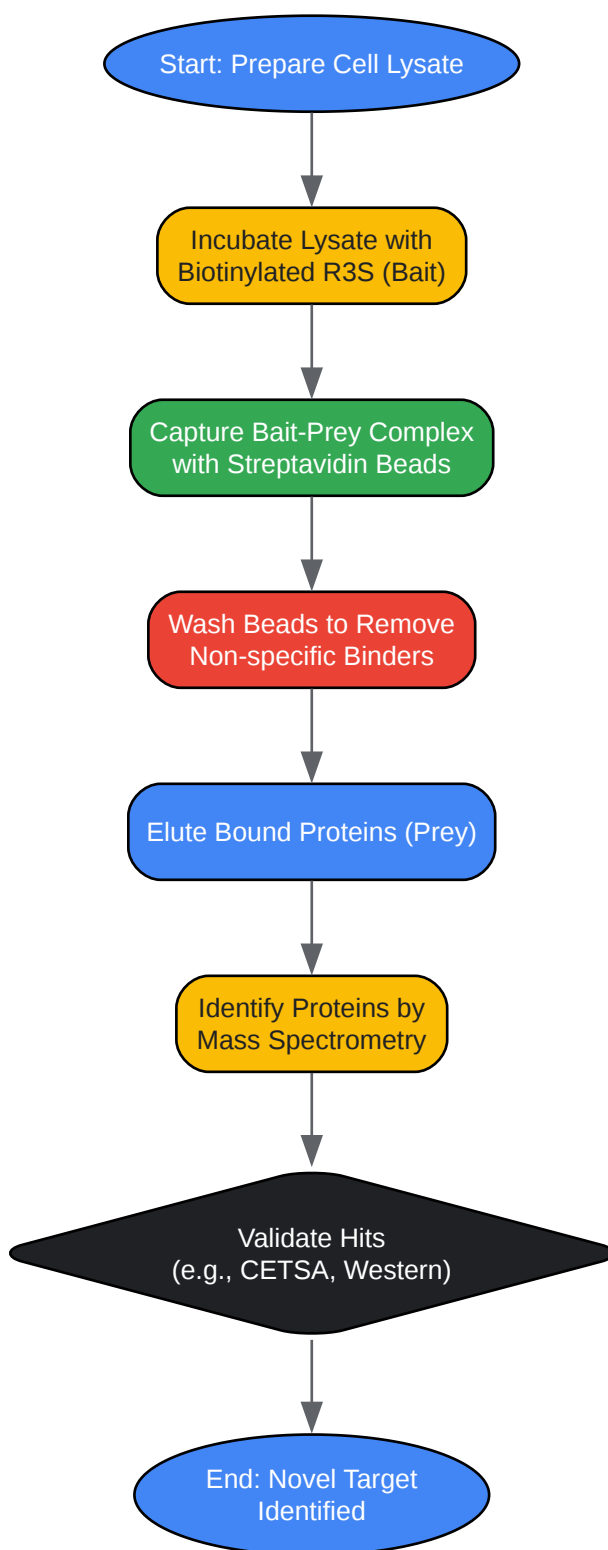 Start: Prepare Cell Lysate
Incubate Lysate with
Biotinylated R3S (Bait)
Capture Bait-Prey Complex
with Streptavidin Beads
Wash Beads to Remove
Non-specific Binders
Elute Bound Proteins (Prey)
Identify Proteins by
Mass Spectrometry
Validate Hits
(e.g., CETSA, Western)
End: Novel Target
Identified